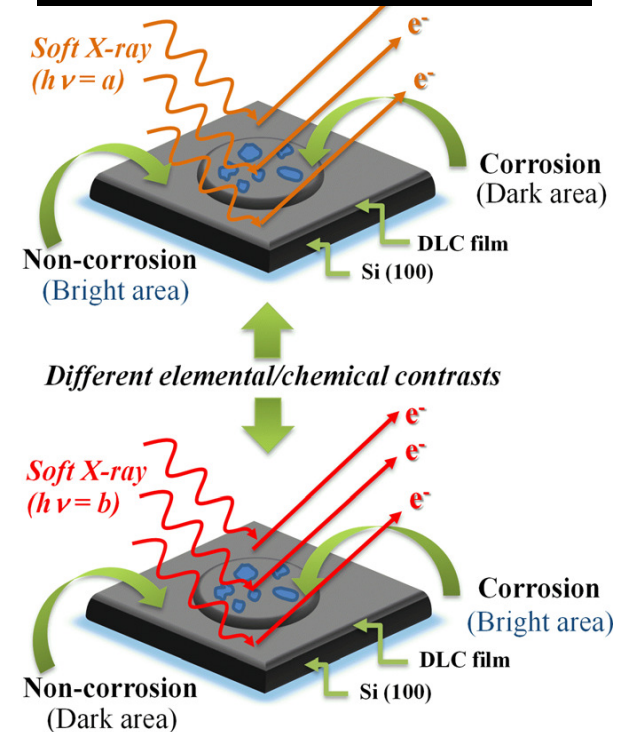 Soft X-ray
(hν= a)
e-
e-
Corrosion
(Dark area)
DLC film
Si (100)
Non-corrosion
(Bright area)
Different elemental/chemical contrasts
Soft X-ray
(hν= b)
e-
e-
e-
Corrosion
(Bright area)
DLC film
Si (100)
Non-corrosion
(Dark area)